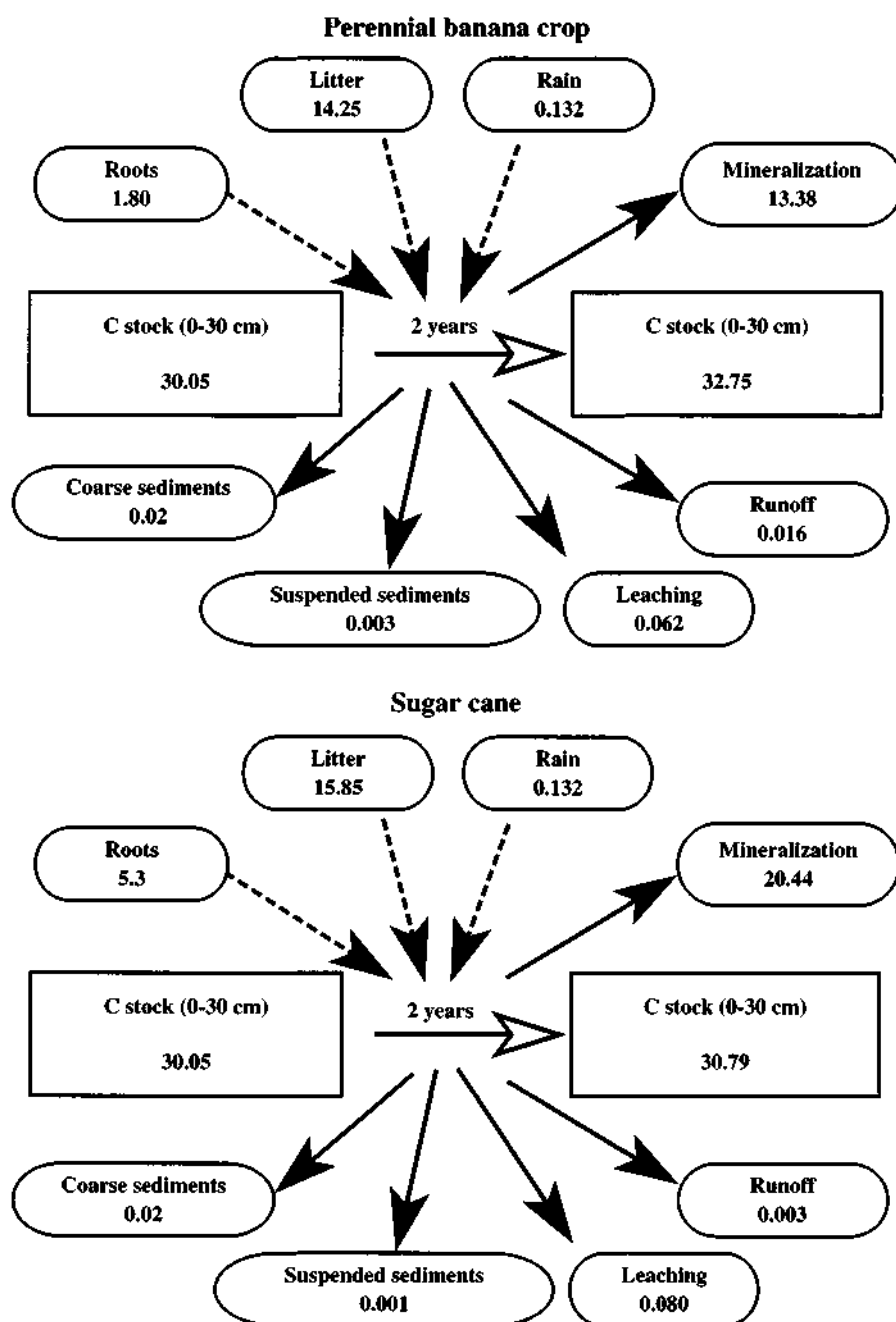 Perennial banana crop
Litter
14.25
Rain
0.132
Roots
1.80
Mineralization
13.38
C stock (0-30 cm)
30.05
2 years
C stock (0-30 cm)
32.75
Coarse sediments
0.02
Runoff
0.016
Suspended sediments
0.003
Leaching
0.062
Sugar cane
Litter
15.85
Rain
0.132
Roots
5.3
Mineralization
20.44
C stock (0-30 cm)
30.05
2 years
C stock (0-30 cm)
30.79
Coarse sediments
0.02
Runoff
0.003
Suspended sediments
0.001
Leaching
0.080